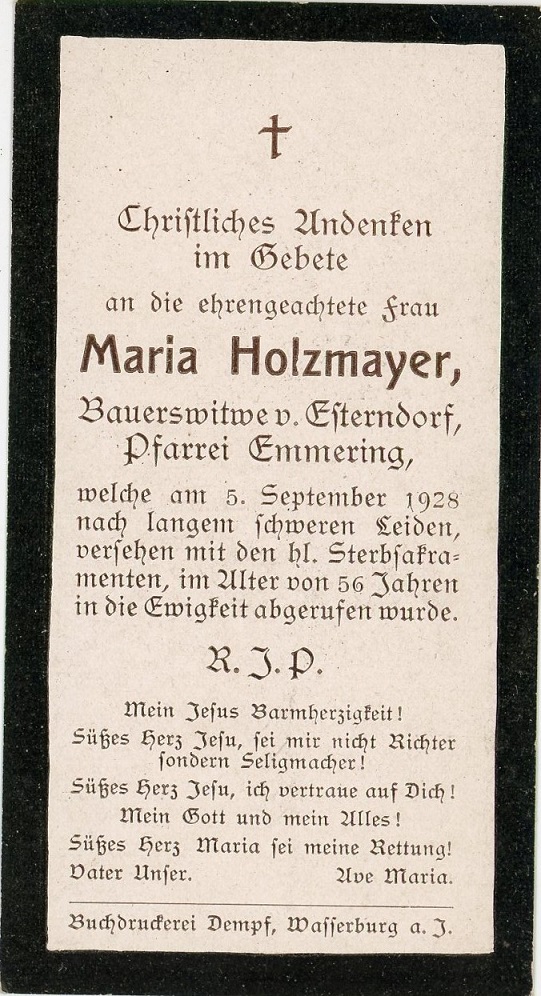 Christliches Andenken
im Gebete
an die ehrengeachtete Frau
Maria Holzmayer,
Bauerswitwe v. Esterndorf,
Pfarrei Emmering,
welche am 5. September 1928
nach langem schweren Leiden,
versehen mit den hl. Sterbsakra-
menten, im Alter von 56 Jahren
in die Ewigkeit abgerufen wurde.
R. J. P.
Mein Jesus Barmherzigkeit!
Süßes Herz Jesu, sei mir nicht Richter
sondern Seligmacher!
Süßes Herz Jesu, ich vertraue auf Dich!
Mein Gott und mein Alles!
Süßes Herz Maria sei meine Rettung!
Vater Unser. Ave Maria.
Buchdruckerei Dempf, Wasserburg a. J.